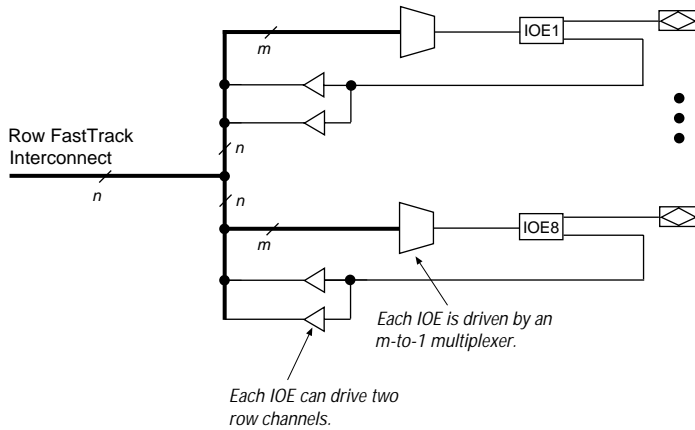 m
IOE1
Row FastTrack
Interconnect
n
n
n
m
IOE8
Each IOE is driven by an
m-to-1 multiplexer.
Each IOE can drive two
row channels.